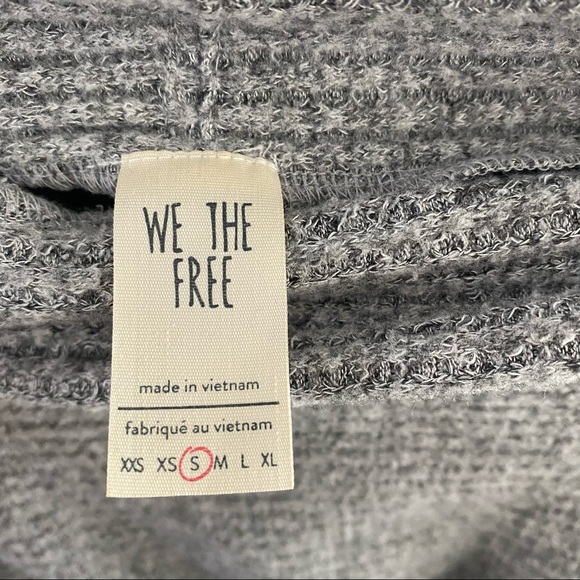 WE THE
FREE
made in vietnam
fabriqué au vietnam
XXS XS S M L XL